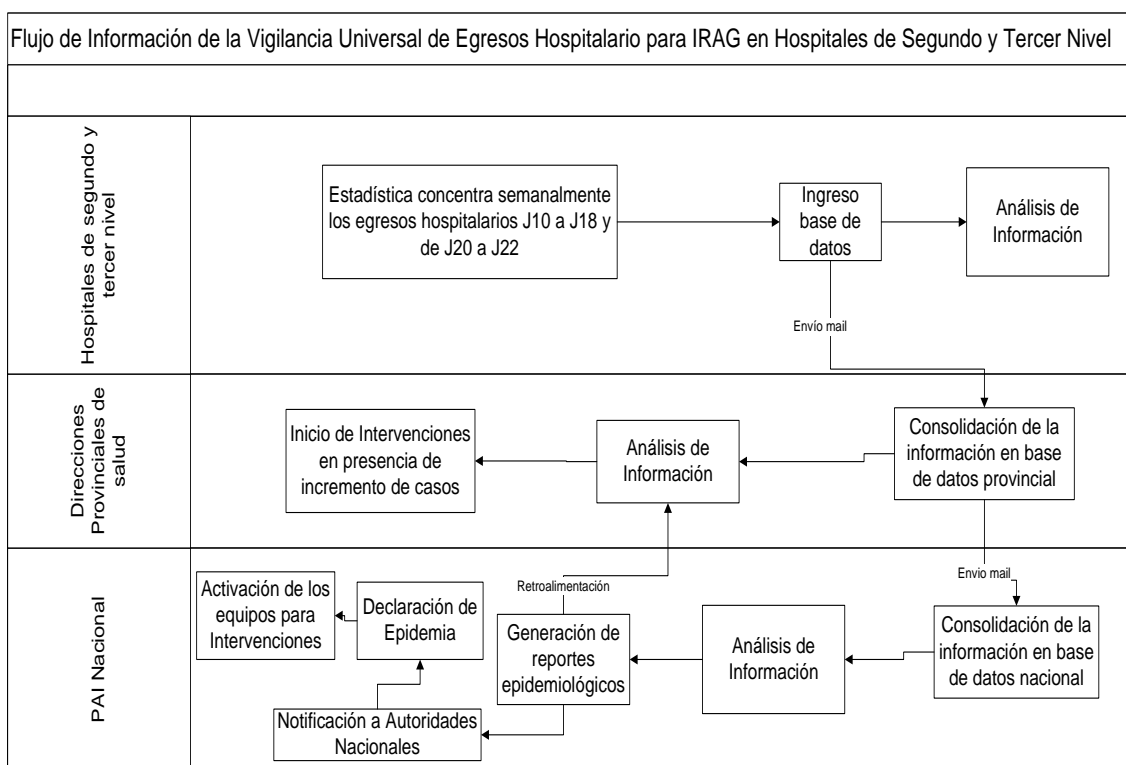 Flujo de Información de la Vigilancia Universal de Egresos Hospitalario para IRAG en Hospitales de Segundo y Tercer Nivel
Hospitales de segundo y
tercer nivel
Estadística concentra semanalmente
los egresos hospitalarios J10 a J18 y
de J20 a J22
Ingreso
base de
datos
Análisis de
Información
Envío mail
Direcciones
Provinciales de
salud
Inicio de Intervenciones
en presencia de
incremento de casos
Análisis de
Información
Consolidación de la
información en base
de datos provincial
Envio mail
PAI Nacional
Activación de los
equipos para
Intervenciones
Declaración de
Epidemia
Retroalimentación
Generación de
reportes
epidemiológicos
Análisis de
Información
Consolidación de la
información en base
de datos nacional
Notificación a Autoridades
Nacionales